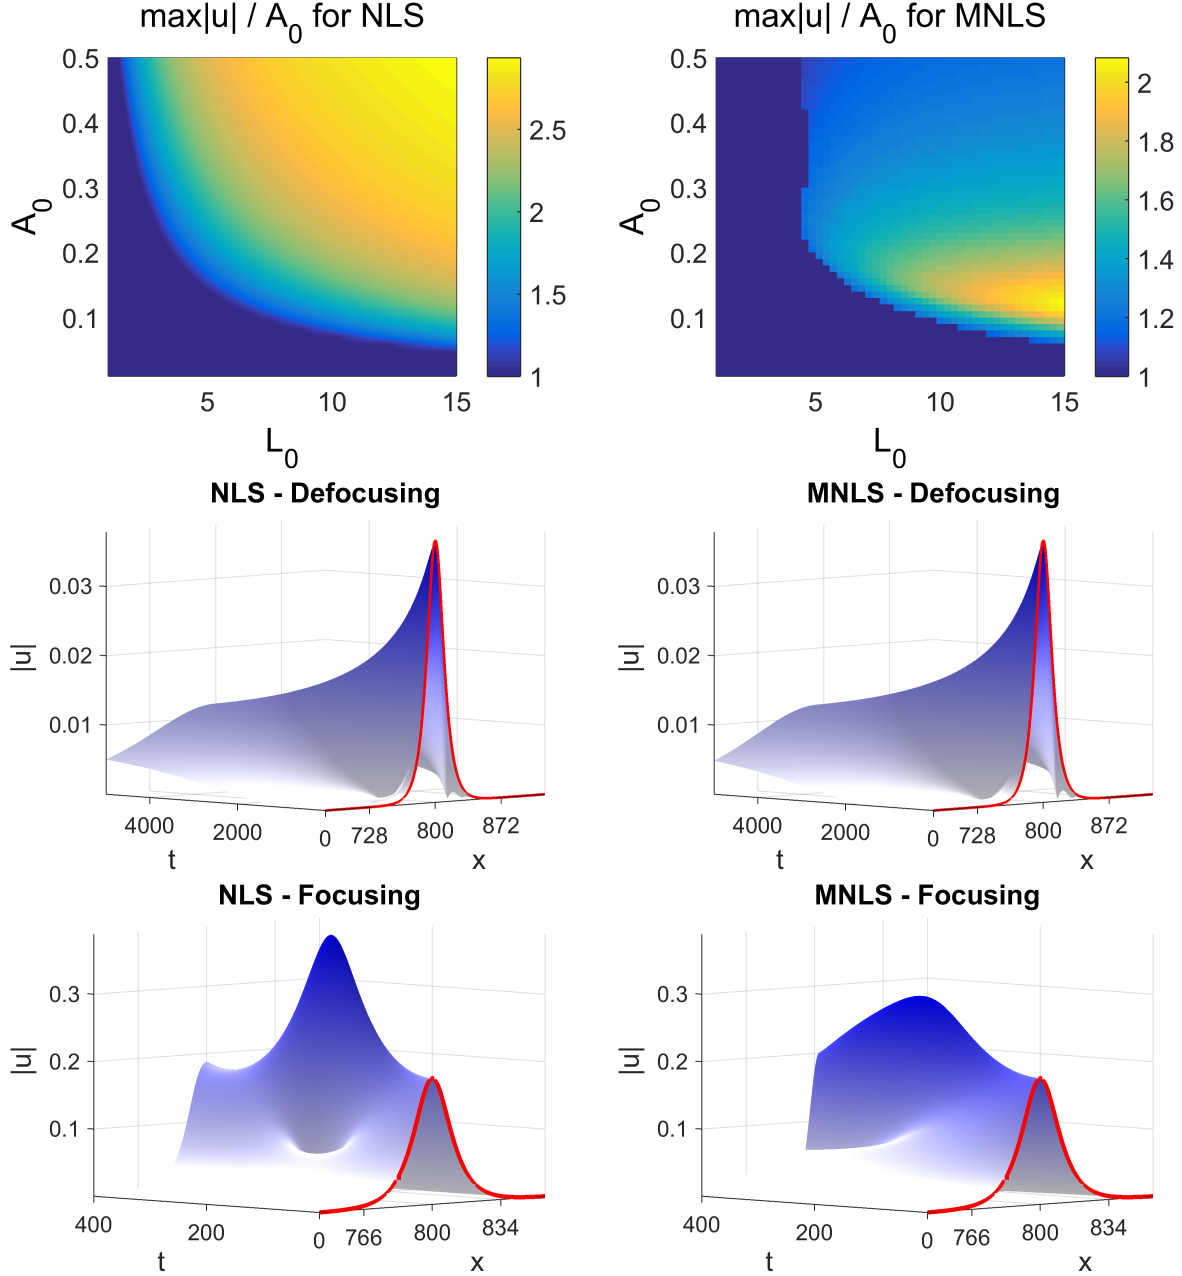 max|u| / A0 for NLS
max|u| / A0 for MNLS
0.5
0.4
0.3
0.2
0.1
A0
5
10
15
L0
2.5
2
1.5
1
0.5
0.4
0.3
0.2
0.1
A0
5
10
15
L0
2
1.8
1.6
1.4
1.2
1
NLS - Defocusing
MNLS - Defocusing
0.03
0.02
0.01
|u|
4000
2000
0
728
800
872
t
x
0.03
0.02
0.01
|u|
4000
2000
0
728
800
872
t
x
NLS - Focusing
MNLS - Focusing
0.3
0.2
0.1
|u|
400
200
0
766
800
834
t
x
0.3
0.2
0.1
|u|
400
200
0
766
800
834
t
x